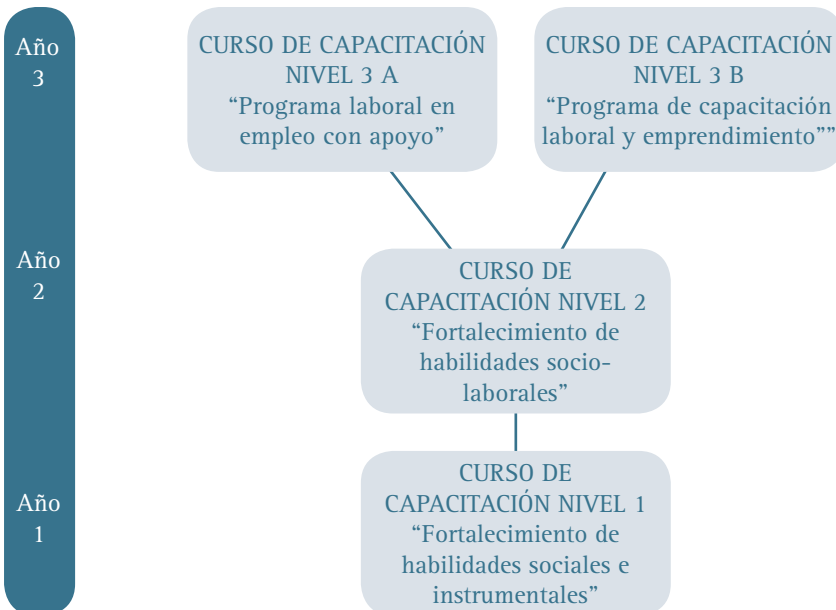 Año
3
CURSO DE CAPACITACIÓN
NIVEL 3 A
“Programa laboral en
empleo con apoyo”
CURSO DE CAPACITACIÓN
NIVEL 3 B
“Programa de capacitación
laboral y emprendimiento””
Año
2
CURSO DE
CAPACITACIÓN NIVEL 2
“Fortalecimiento de
habilidades socio-
laborales”
Año
1
CURSO DE
CAPACITACIÓN NIVEL 1
“Fortalecimiento de
habilidades sociales e
instrumentales”